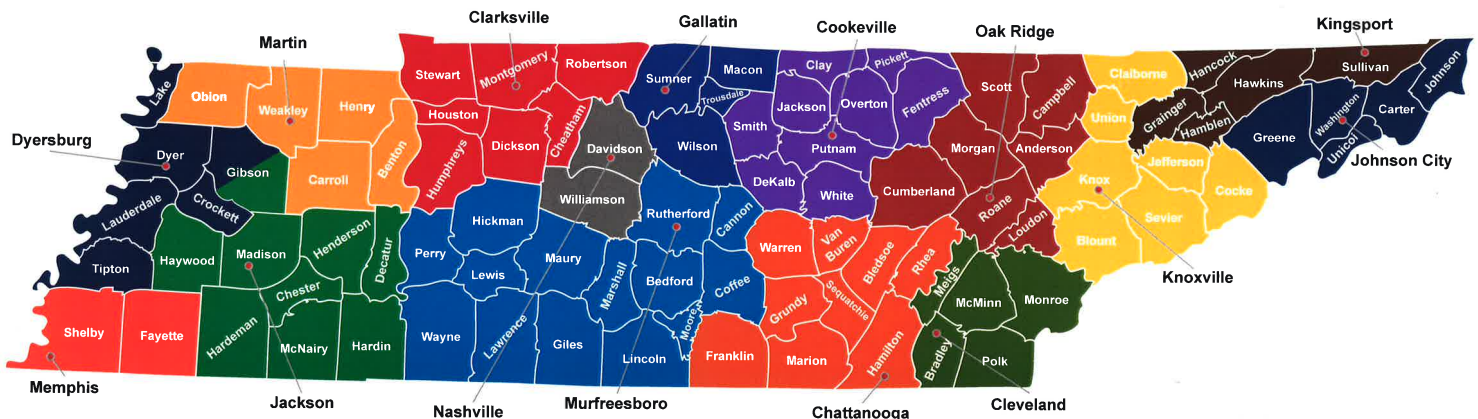 Clarksville
Gallatin
Cookeville
Oak Ridge
Kingsport
Martin
Dyersburg
Johnson City
Knoxville
Memphis
Jackson
Nashville
Murfreesboro
Chattanooga
Cleveland
Lake
Obion
Weakley
Henry
Dyer
Gibson
Carroll
Benton
Lauderdale
Crockett
Tipton
Haywood
Madison
Henderson
Decatur
Chester
Shelby
Fayette
Hardeman
McNairy
Hardin
Stewart
Montgomery
Robertson
Houston
Humphreys
Dickson
Cheatham
Davidson
Williamson
Sumner
Macon
Trousdale
Wilson
Hickman
Perry
Lewis
Maury
Rutherford
Cannon
Marshall
Bedford
Coffee
Moore
Wayne
Lawrence
Giles
Lincoln
Clay
Pickett
Jackson
Overton
Fentress
Smith
Putnam
DeKalb
White
Warren
Van
Buren
Bledsoe
Rhea
Sequatchie
Grundy
Franklin
Marion
Hamilton
Scott
Campbell
Morgan
Anderson
Cumberland
Roane
Loudon
Meigs
McMinn
Monroe
Bradley
Polk
Claiborne
Union
Knox
Jefferson
Cocke
Sevier
Blount
Hancock
Hawkins
Sullivan
Grainger
Hamblen
Greene
Washington
Unicoi
Carter
Johnson